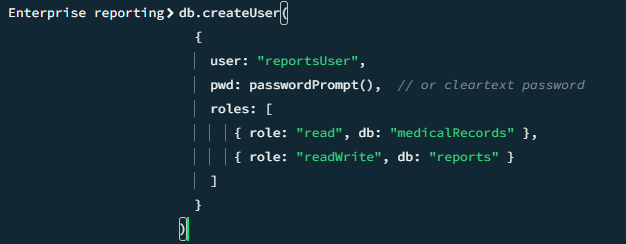 Enterprise reporting> db.createUser(
{
user: "reportsUser",
pwd: passwordPrompt(),  // or cleartext password
roles: [
{ role: "read", db: "medicalRecords" },
{ role: "readWrite", db: "reports" }
]
}
)